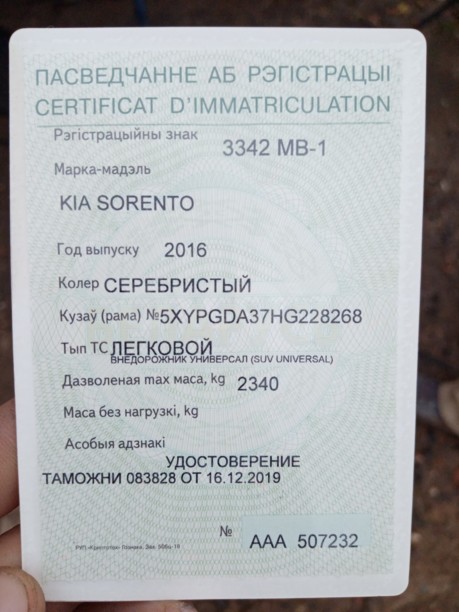 ПАСВЕДЧАННЕ АБ РЭГІСТРАЦЫІ
CERTIFICAT D'IMMATRICULATION
Рэгістрацыйны знак 3342 MB-1
Марка-мадэль
KIA SORENTO
Год выпуску 2016
Колер СЕРЕБРИСТЫЙ
Кузаў (рама) №5XYPGDA37HG228268
Тып ТС ЛЕГКОВОЙ
ВНЕДОРОЖНИК УНИВЕРСАЛ (SUV UNIVERSAL)
Дазволеная max маса, kg 2340
Маса без нагрузкі, kg
Асобыя адзнакі
УДОСТОВЕРЕНИЕ
ТАМОЖНИ 083828 ОТ 16.12.2019
№ AAA 507232